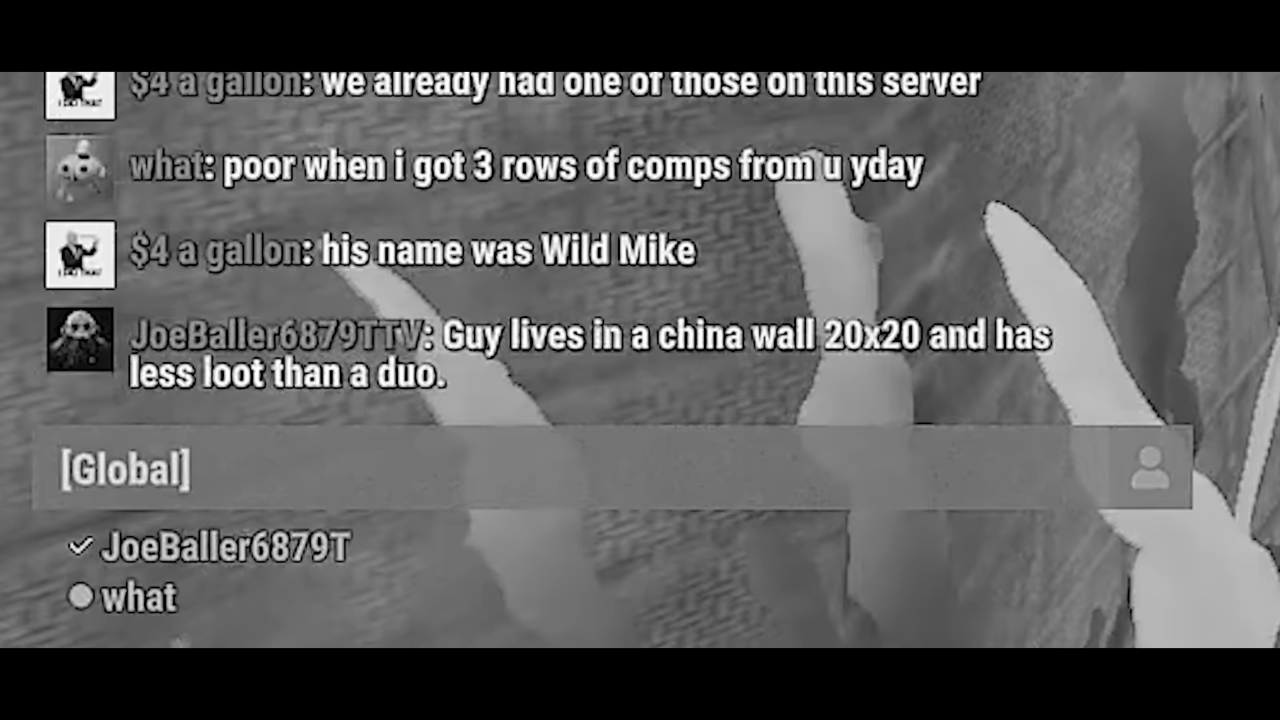 $4 a gallon: we already had one of those on this server
what: poor when i got 3 rows of comps from u yday
$4 a gallon: his name was Wild Mike
JoeBaller6879TTV: Guy lives in a china wall 20x20 and has
less loot than a duo.
[Global]
JoeBaller6879T
what